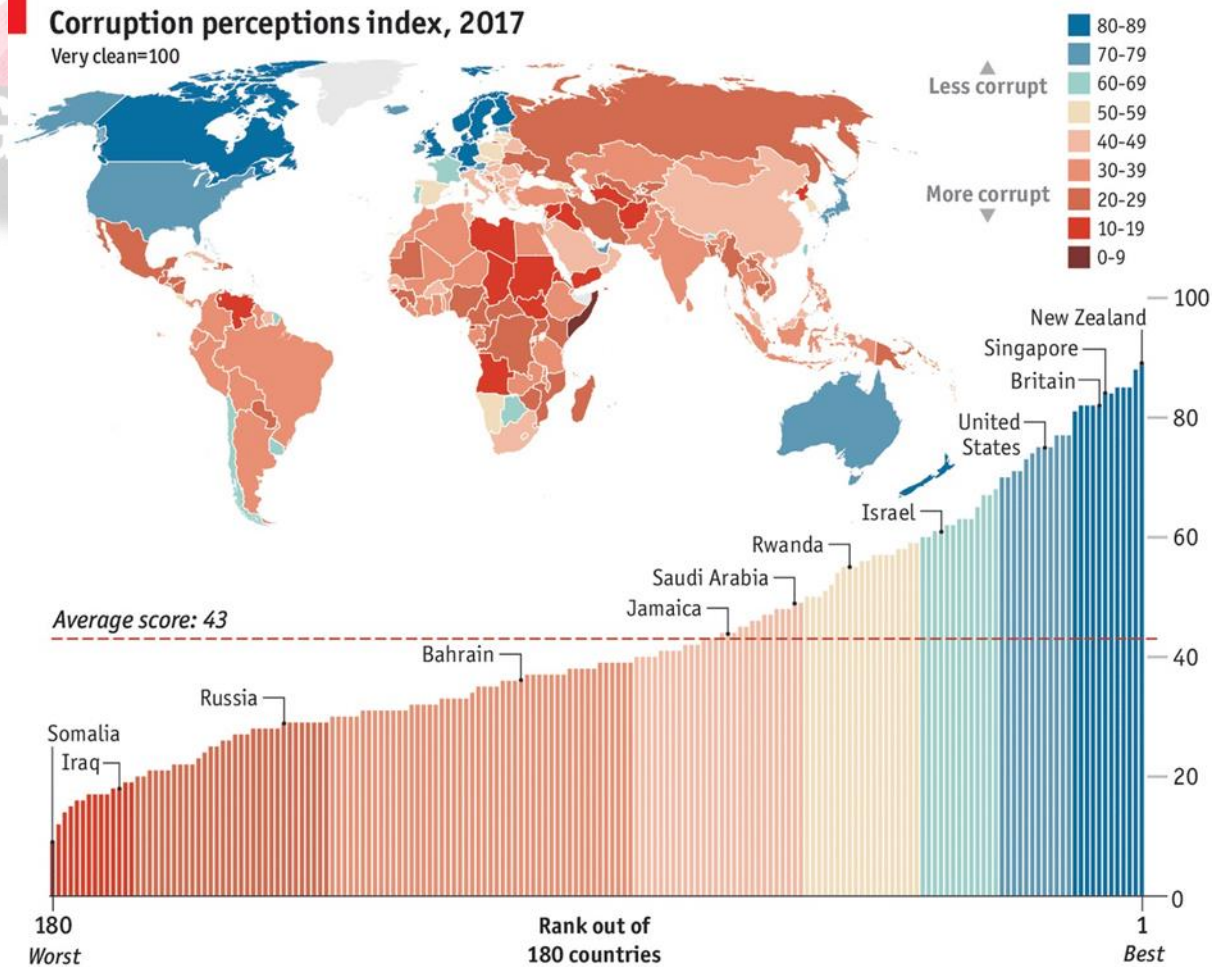 Corruption perceptions index, 2017
Very clean=100
80-89
70-79
60-69
50-59
40-49
30-39
20-29
10-19
0-9
Less corrupt
More corrupt
100
80
60
40
20
0
New Zealand
Singapore
Britain
United
States
Israel
Rwanda
Saudi Arabia
Jamaica
Average score: 43
Bahrain
Russia
Somalia
Iraq
180
Worst
Rank out of
180 countries
1
Best